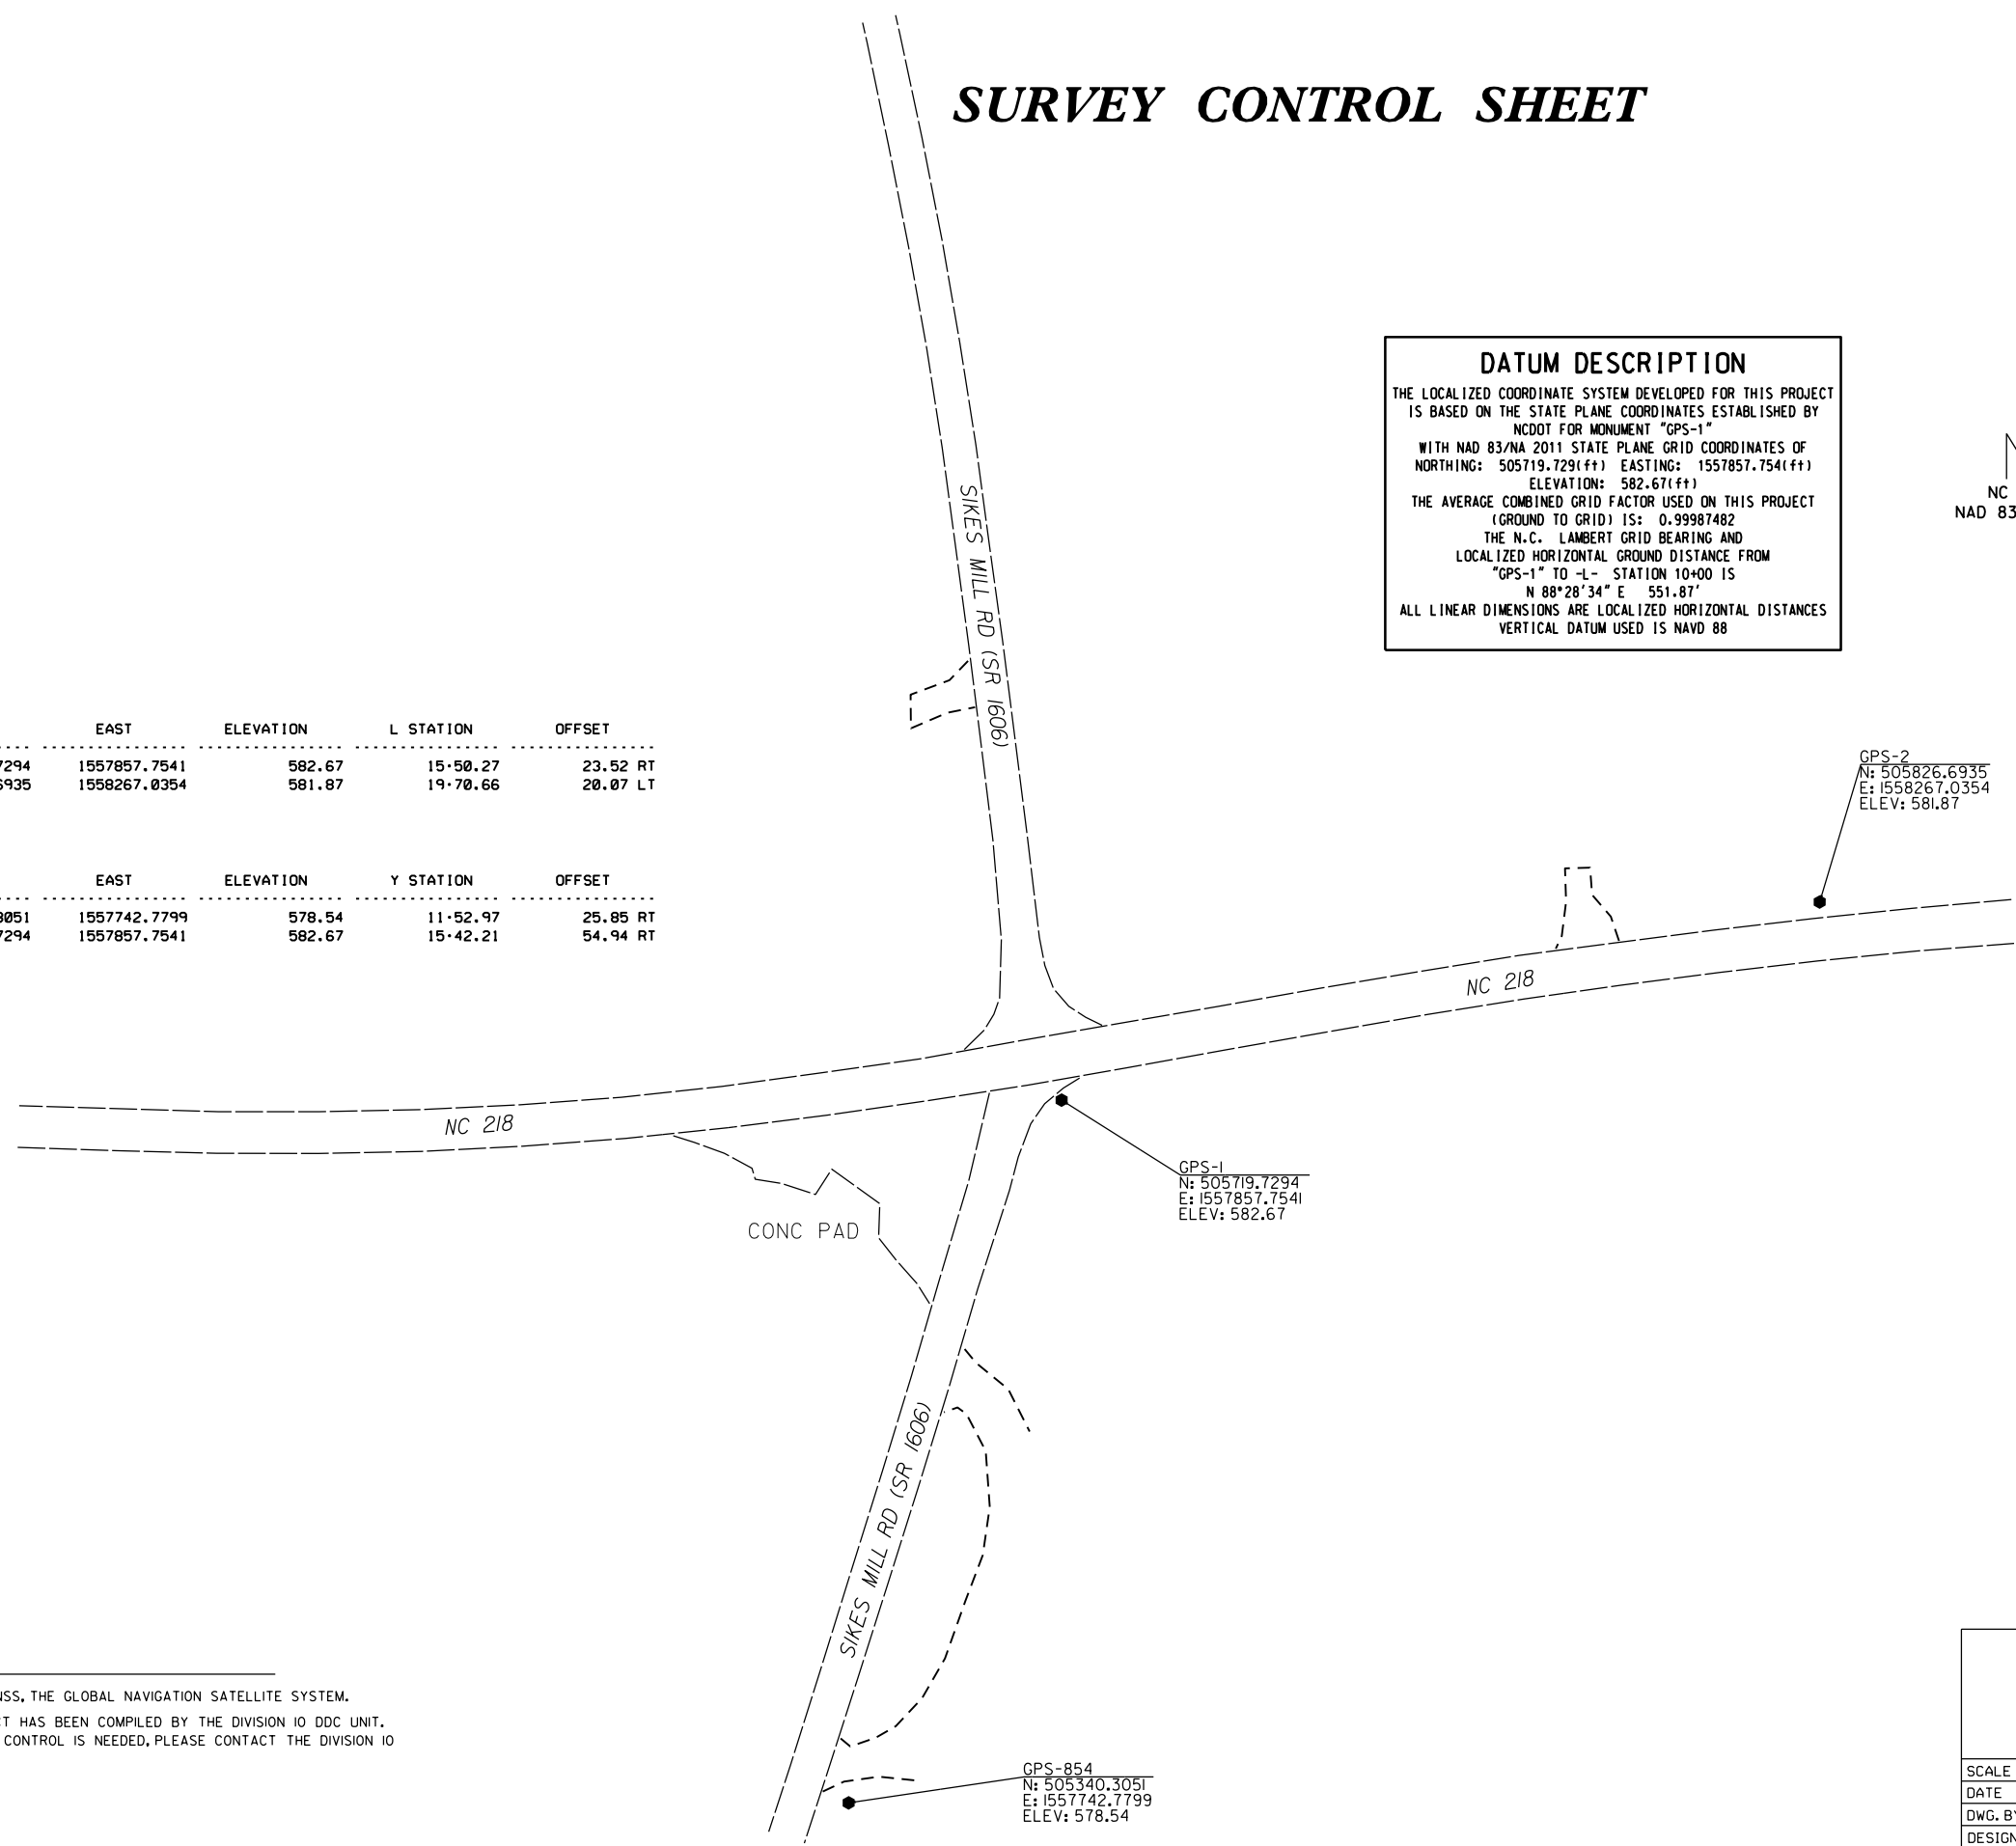 SURVEY CONTROL SHEET
DATUM DESCRIPTION
THE LOCALIZED COORDINATE SYSTEM DEVELOPED FOR THIS PROJECT
IS BASED ON THE STATE PLANE COORDINATES ESTABLISHED BY
NCDOT FOR MONUMENT "GPS-1"
WITH NAD 83/NA 2011 STATE PLANE GRID COORDINATES OF
NORTHING: 505719.729(ft) EASTING: 1557857.754(ft)
ELEVATION: 582.67(ft)
THE AVERAGE COMBINED GRID FACTOR USED ON THIS PROJECT
(GROUND TO GRID) IS: 0.99987482
THE N.C. LAMBERT GRID BEARING AND
LOCALIZED HORIZONTAL GROUND DISTANCE FROM
"GPS-1" TO -L- STATION 10+00 IS
N 88°28'34" E 551.87'
ALL LINEAR DIMENSIONS ARE LOCALIZED HORIZONTAL DISTANCES
VERTICAL DATUM USED IS NAVD 88
NC
NAD 83
SIKES MILL RD (SR 1606)
EAST ELEVATION L STATION OFFSET
7294 1557857.7541 582.67 15+50.27 23.52 RT
6935 1558267.0354 581.87 19+70.66 20.07 LT
EAST ELEVATION Y STATION OFFSET
3051 1557742.7799 578.54 11+52.97 25.85 RT
7294 1557857.7541 582.67 15+42.21 54.94 RT
GPS-2
N: 505826.6935
E: 1558267.0354
ELEV: 581.87
NC 218
NC 218
GPS-1
N: 505719.7294
E: 1557857.7541
ELEV: 582.67
CONC PAD
SIKES MILL RD (SR 1606)
NSS, THE GLOBAL NAVIGATION SATELLITE SYSTEM.
CT HAS BEEN COMPILED BY THE DIVISION 10 DDC UNIT.
CONTROL IS NEEDED, PLEASE CONTACT THE DIVISION 10
GPS-854
N: 505340.3051
E: 1557742.7799
ELEV: 578.54
SCALE
DATE
DWG. BY
DESIGN